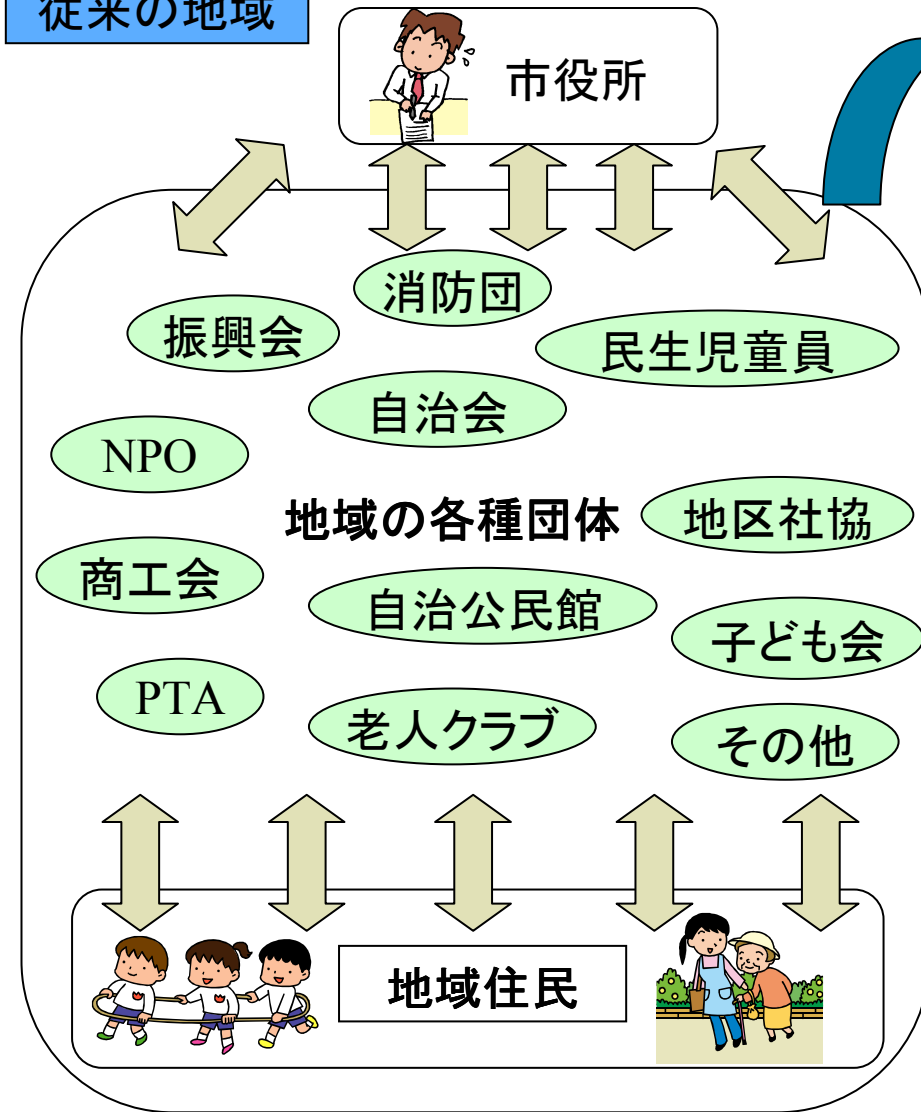 従来の地域
市役所
消防団
振興会
民生児童員
自治会
NPO
地域の各種団体
地区社協
商工会
自治公民館
子ども会
PTA
老人クラブ
その他
地域住民